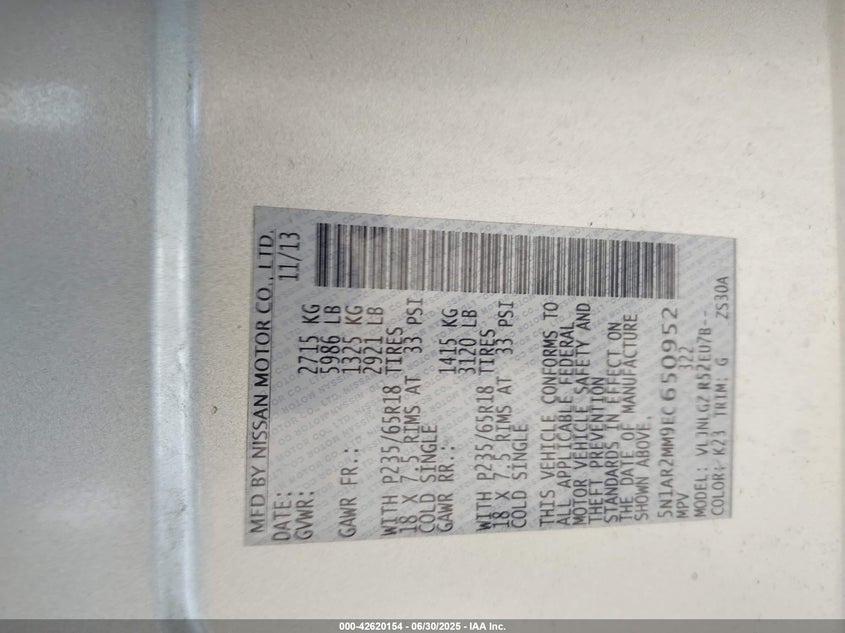 MFD BY NISSAN MOTOR CO., LTD.
DATE: 11/13
GVWR: 2715 KG
5986 LB
GAWR FR.: 1325 KG
2921 LB
WITH P235/65R18 TIRES
18 X 7.5 RIMS AT 33 PSI
COLD SINGLE
GAWR RR.: 1415 KG
3120 LB
WITH P235/65R18 TIRES
18 X 7.5 RIMS AT 33 PSI
COLD SINGLE
THIS VEHICLE CONFORMS TO
ALL APPLICABLE FEDERAL
MOTOR VEHICLE SAFETY AND
THEFT PREVENTION
STANDARDS IN EFFECT ON
THE DATE OF MANUFACTURE
SHOWN ABOVE.
5N1AR2MM9EC650952
MPV 322
MODEL: VLJNLGZ R52EU7B--
COLOR: K23 TRIM: G ZS30A
000-42620154 - 06/30/2025 - IAA Inc.